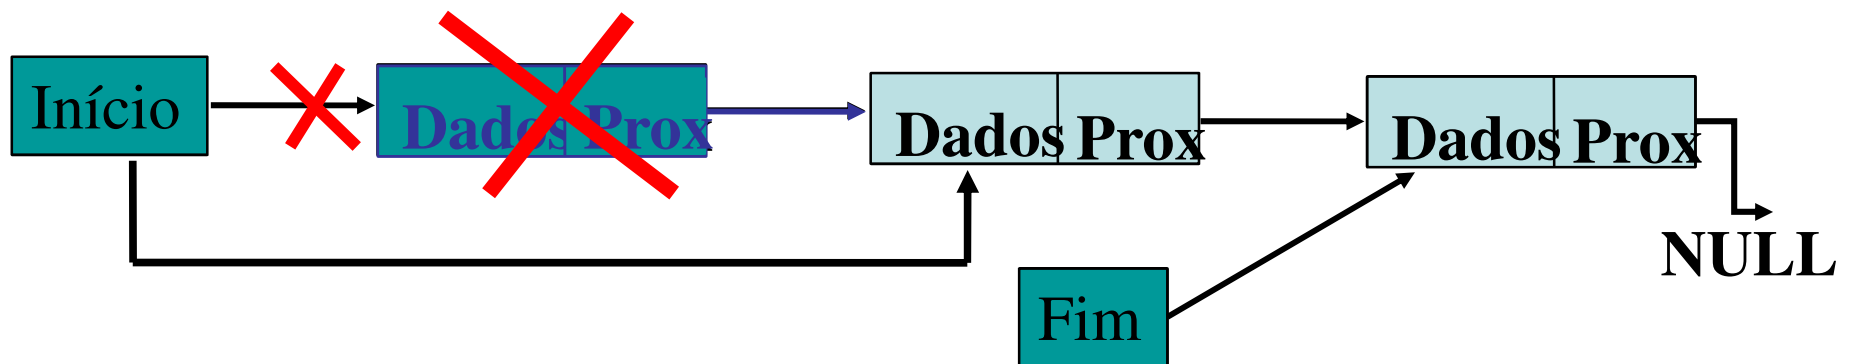 Início
Dados Prox
Dados Prox
Dados Prox
NULL
Fim